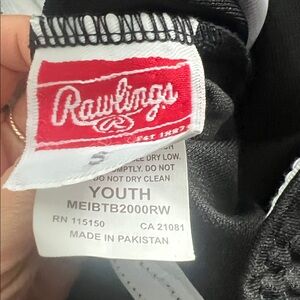 Rawlings
R
EST 1887
S
DRY LOW.
DO NOT DRY CLEAN
YOUTH
MEIBTB2000RW
RN 115150 CA 21081
MADE IN PAKISTAN